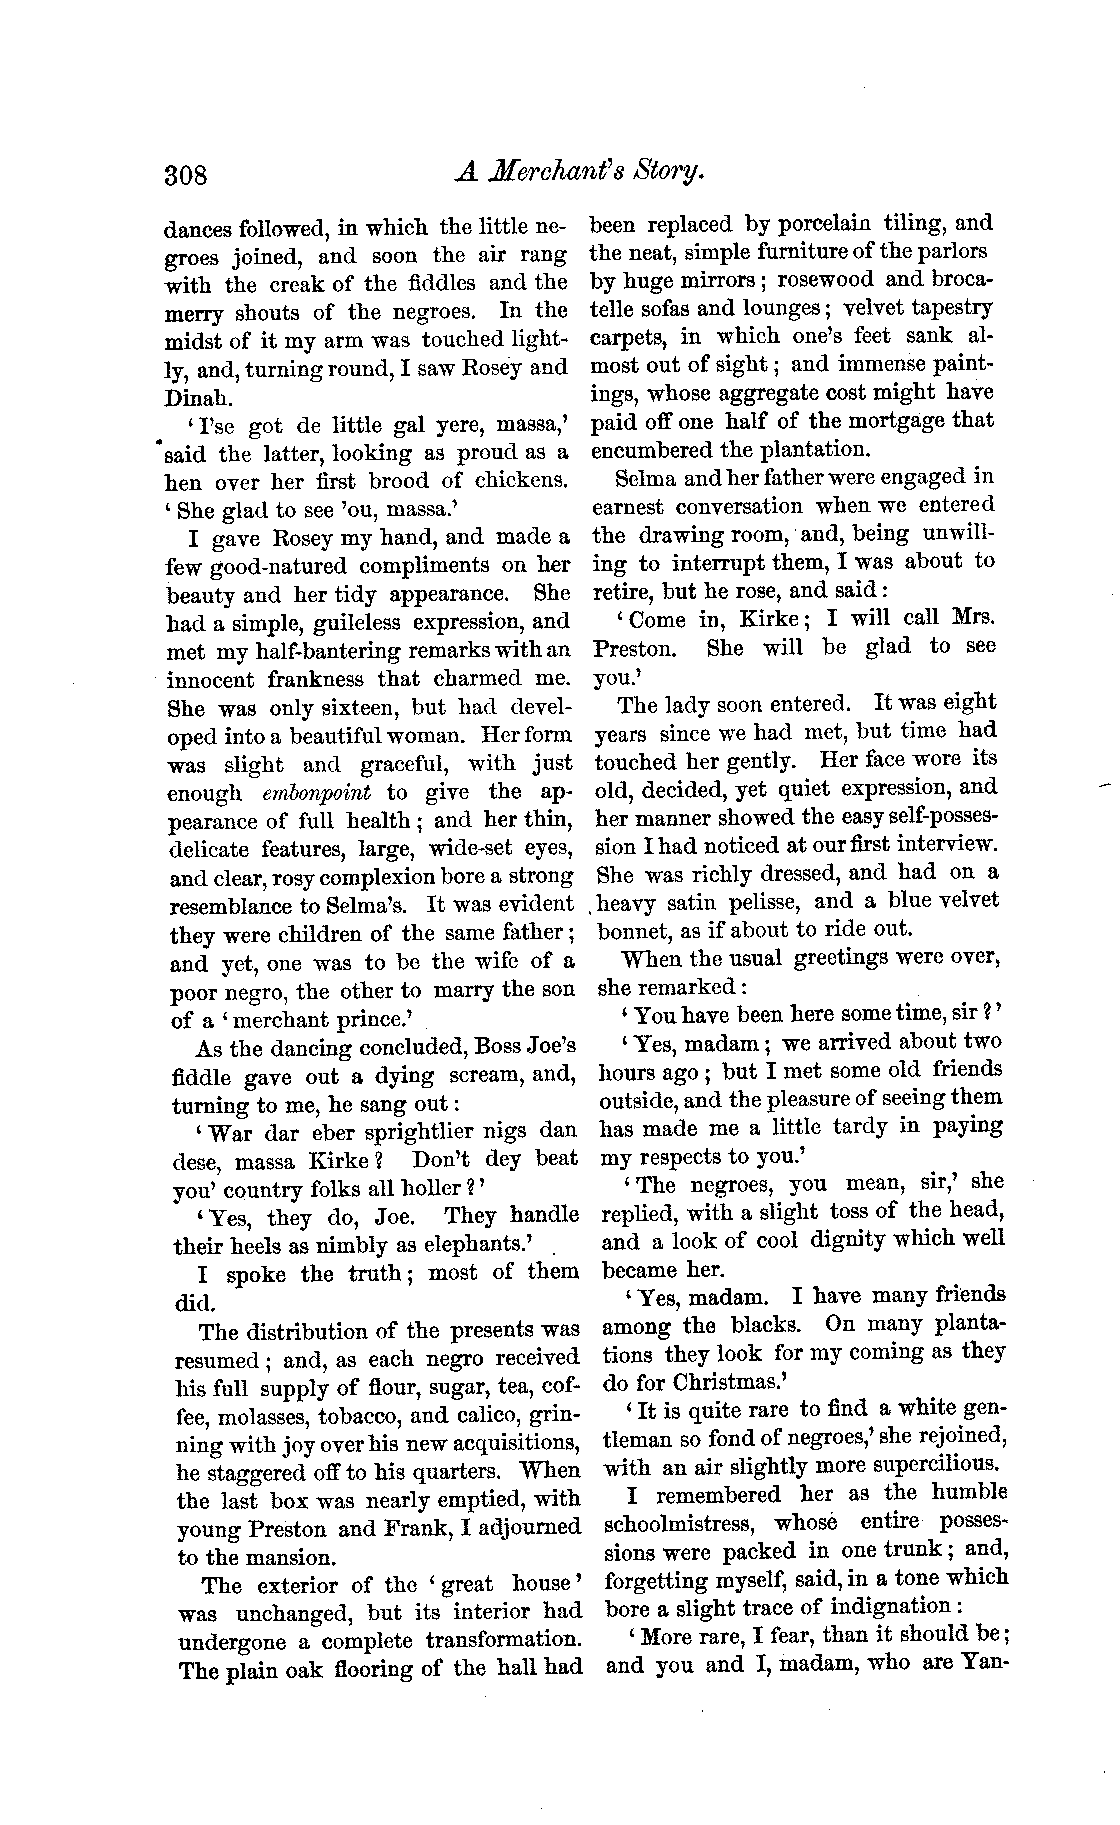 308
A Merchant's Story.
dances followed, in which the little ne-
groes joined, and soon the air rang
with the creak of the fiddles and the
merry shouts of the negroes. In the
midst of it my arm was touched light-
ly, and, turning round, I saw Rosey and
Dinah.
'I'se got de little gal yere, massa,'
said the latter, looking as proud as a
hen over her first brood of chickens.
'She glad to see 'ou, massa.'
I gave Rosey my hand, and made a
few good-natured compliments on her
beauty and her tidy appearance. She
had a simple, guileless expression, and
met my half-bantering remarks with an
innocent frankness that charmed me.
She was only sixteen, but had devel-
oped into a beautiful woman. Her form
was slight and graceful, with just
enough embonpoint to give the ap-
pearance of full health; and her thin,
delicate features, large, wide-set eyes,
and clear, rosy complexion bore a strong
resemblance to Selma's. It was evident
they were children of the same father;
and yet, one was to be the wife of a
poor negro, the other to marry the son
of a 'merchant prince.'
As the dancing concluded, Boss Joe's
fiddle gave out a dying scream, and,
turning to me, he sang out:
'War dar eber sprightlier nigs dan
dese, massa Kirke? Don't dey beat
you' country folks all holler?'
'Yes, they do, Joe. They handle
their heels as nimbly as elephants.'
I spoke the truth; most of them
did.
The distribution of the presents was
resumed; and, as each negro received
his full supply of flour, sugar, tea, cof-
fee, molasses, tobacco, and calico, grin-
ning with joy over his new acquisitions,
he staggered off to his quarters. When
the last box was nearly emptied, with
young Preston and Frank, I adjourned
to the mansion.
The exterior of the 'great house'
was unchanged, but its interior had
undergone a complete transformation.
The plain oak flooring of the hall had
been replaced by porcelain tiling, and
the neat, simple furniture of the parlors
by huge mirrors; rosewood and broca-
telle sofas and lounges; velvet tapestry
carpets, in which one's feet sank al-
most out of sight; and immense paint-
ings, whose aggregate cost might have
paid off one half of the mortgage that
encumbered the plantation.
Selma and her father were engaged in
earnest conversation when we entered
the drawing room, and, being unwill-
ing to interrupt them, I was about to
retire, but he rose, and said:
'Come in, Kirke; I will call Mrs.
Preston. She will be glad to see
you.'
The lady soon entered. It was eight
years since we had met, but time had
touched her gently. Her face wore its
old, decided, yet quiet expression, and
her manner showed the easy self-posses-
sion I had noticed at our first interview.
She was richly dressed, and had on a
heavy satin pelisse, and a blue velvet
bonnet, as if about to ride out.
When the usual greetings were over,
she remarked:
'You have been here some time, sir?'
'Yes, madam; we arrived about two
hours ago; but I met some old friends
outside, and the pleasure of seeing them
has made me a little tardy in paying
my respects to you.'
'The negroes, you mean, sir,' she
replied, with a slight toss of the head,
and a look of cool dignity which well
became her.
'Yes, madam. I have many friends
among the blacks. On many planta-
tions they look for my coming as they
do for Christmas.'
'It is quite rare to find a white gen-
tleman so fond of negroes,' she rejoined,
with an air slightly more supercilious.
I remembered her as the humble
schoolmistress, whose entire posses-
sions were packed in one trunk; and,
forgetting myself, said, in a tone which
bore a slight trace of indignation:
'More rare, I fear, than it should be;
and you and I, madam, who are Yan-